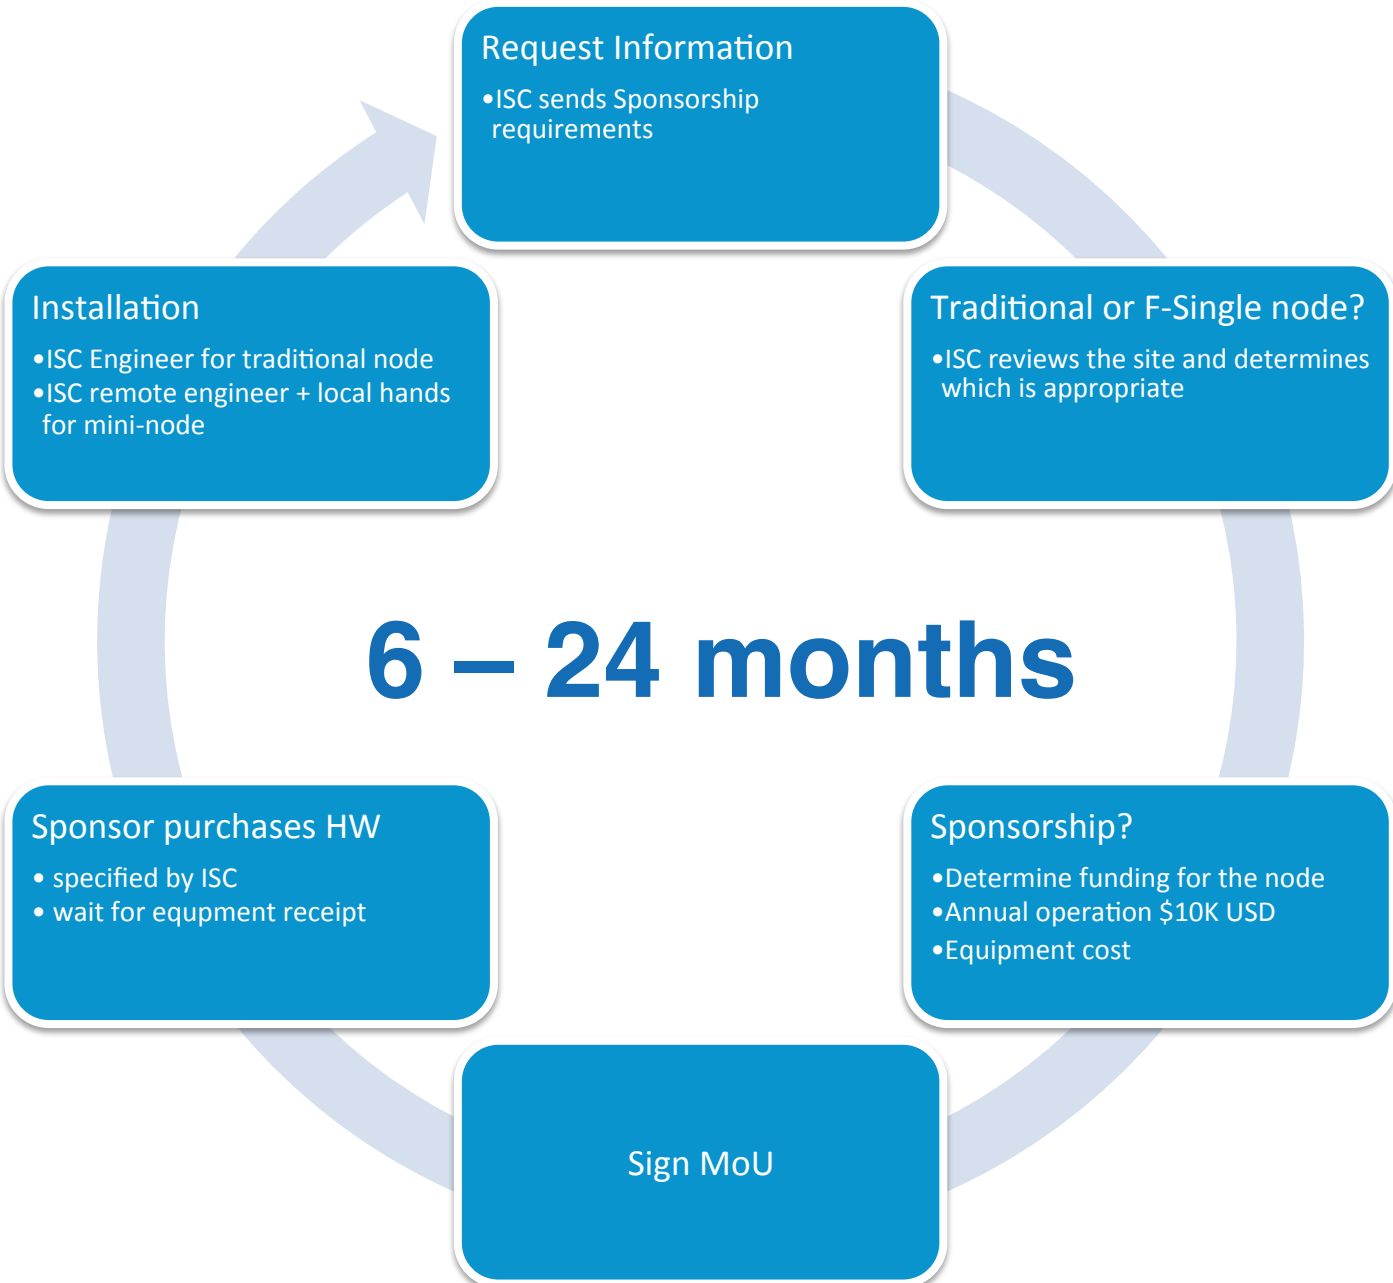 Request Information
•ISC sends Sponsorship
requirements
Traditional or F-Single node?
•ISC reviews the site and determines
which is appropriate
Sponsorship?
•Determine funding for the node
•Annual operation $10K USD
•Equipment cost
Sign MoU
Sponsor purchases HW
• specified by ISC
• wait for equpment receipt
Installation
•ISC Engineer for traditional node
•ISC remote engineer + local hands
for mini-node
6 – 24 months